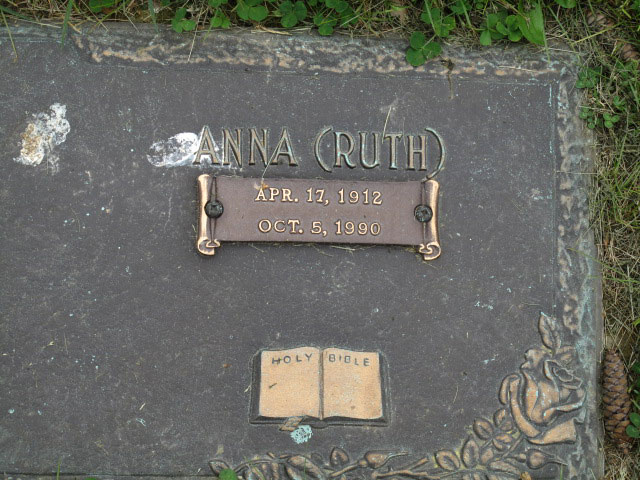 ANNA (RUTH)
APR. 17, 1912
OCT. 5, 1990
HOLY BIBLE